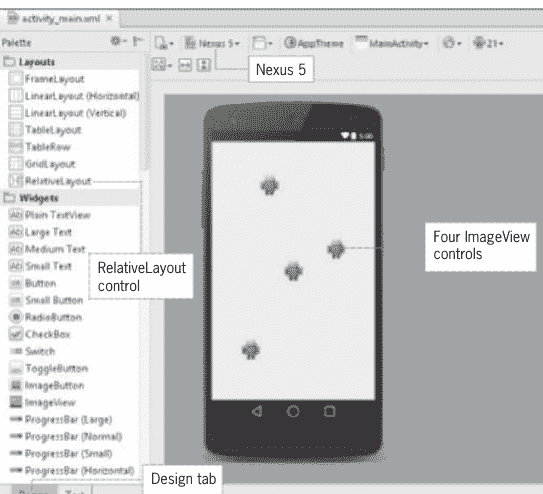 activity_main.xml
Palette
Nexus 5
AppTheme
MainActivity
21
Nexus 5
Layouts
FrameLayout
LinearLayout (Horizontal)
LinearLayout (Vertical)
TableLayout
TableRow
GridLayout
RelativeLayout
Widgets
Plain TextView
Large Text
Medium Text
Small Text
Button
Small Button
RadioButton
CheckBox
Switch
ToggleButton
ImageButton
ImageView
ProgressBar (Large)
ProgressBar (Normal)
ProgressBar (Small)
ProgressBar (Horizontal)
RelativeLayout
control
Four ImageView
controls
Design tab